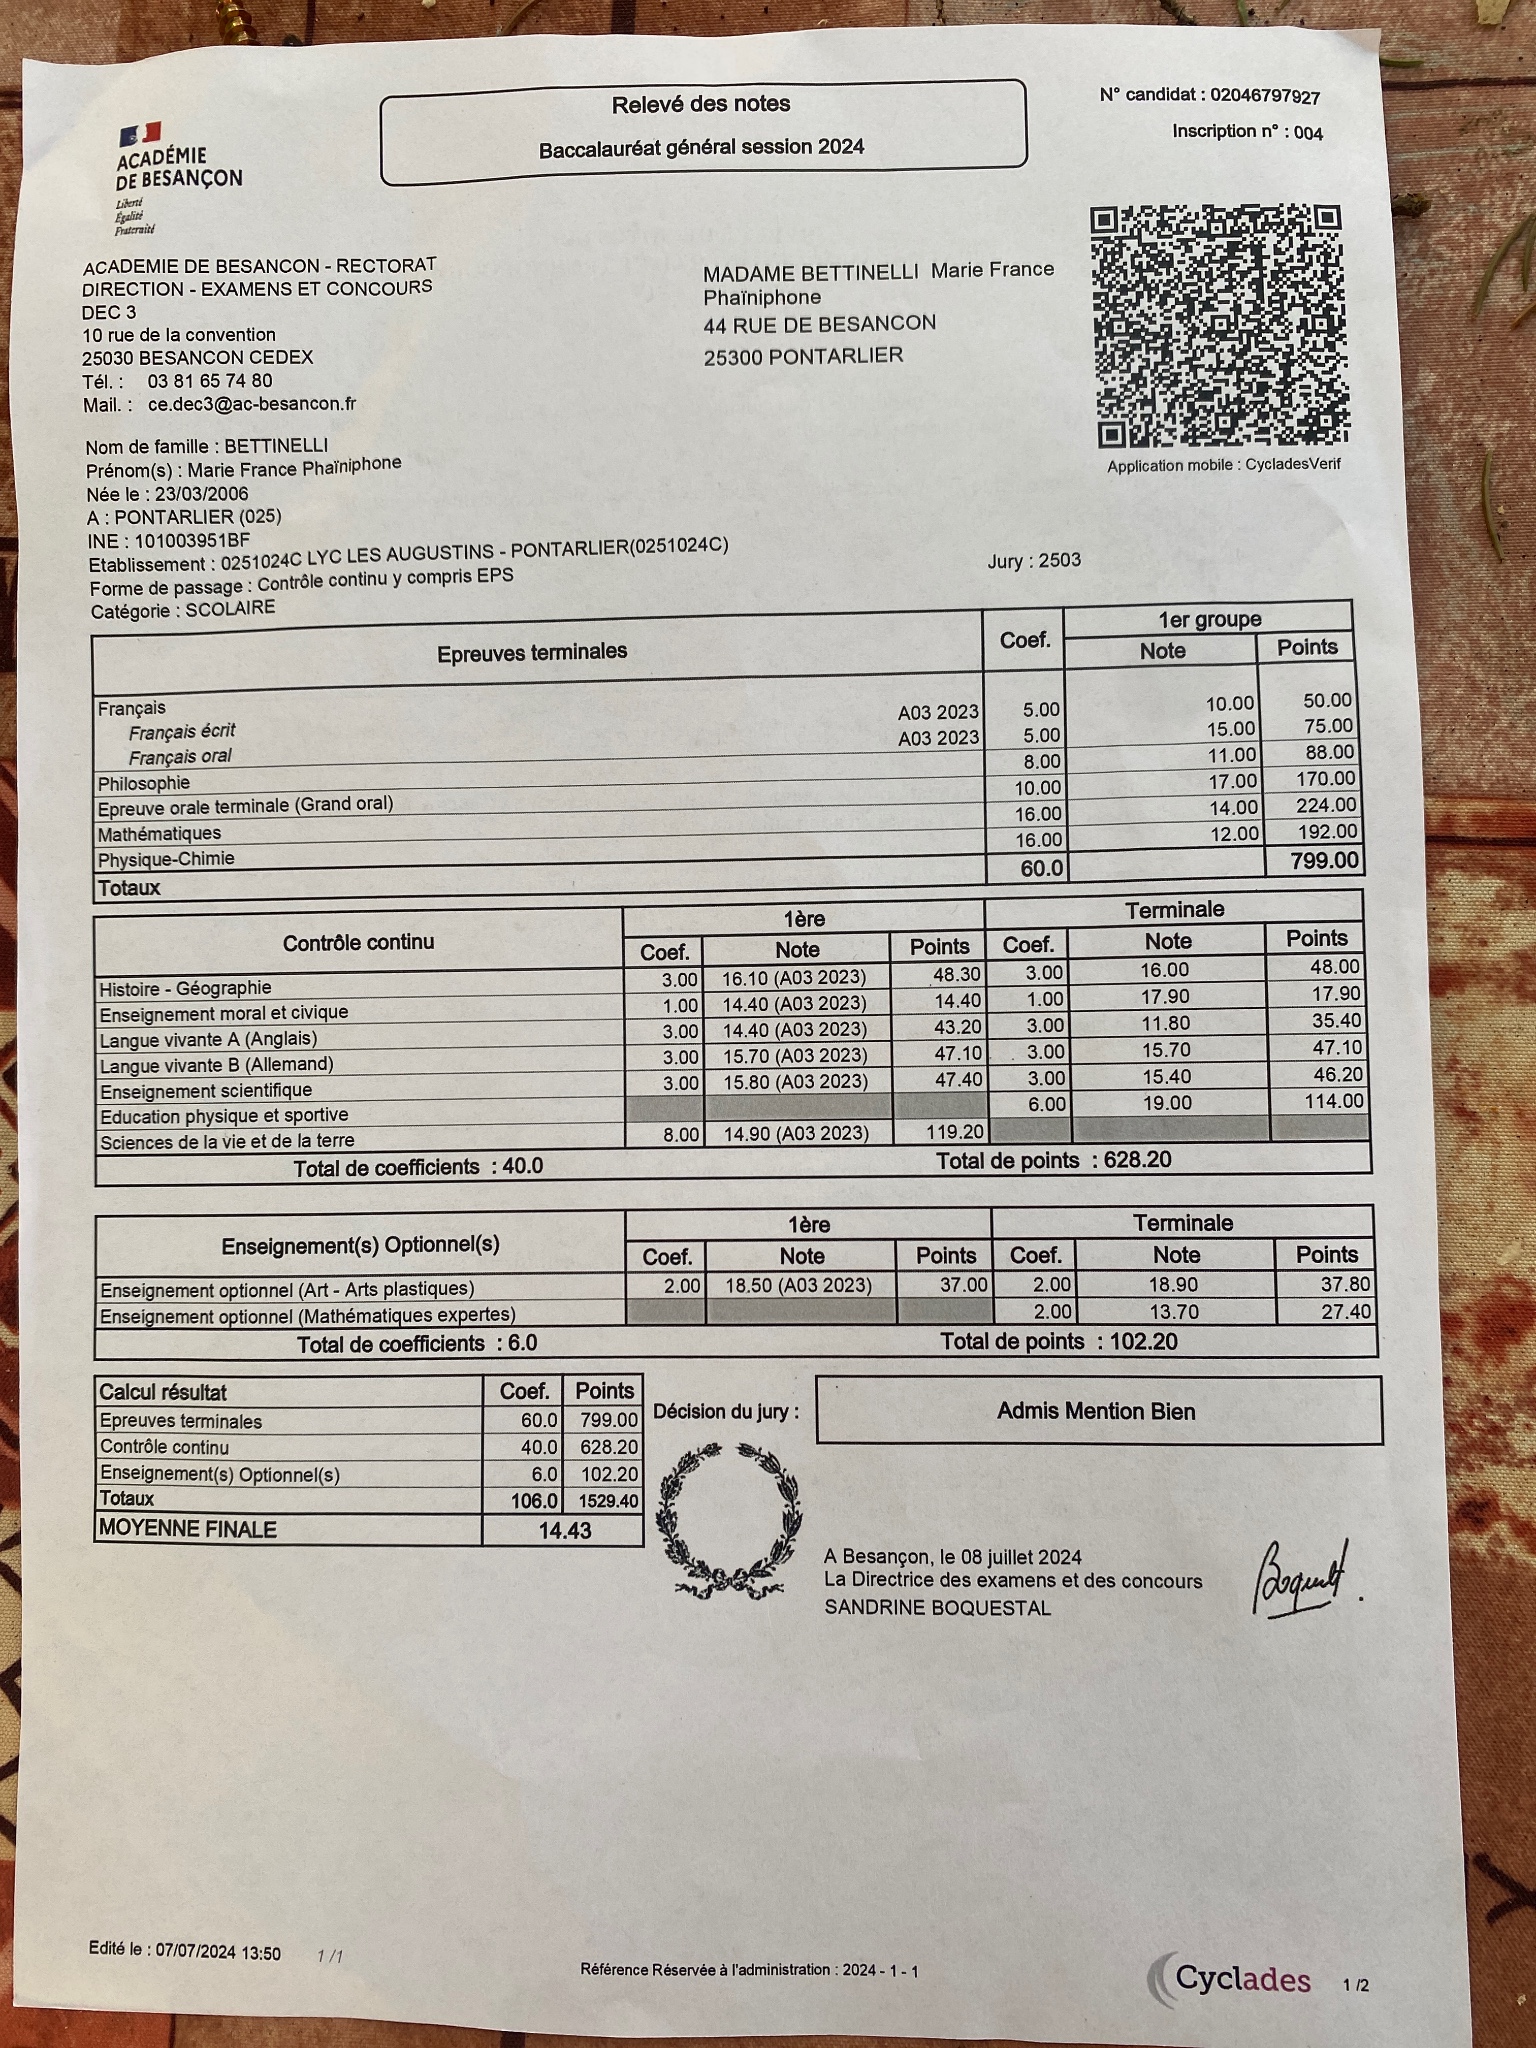 Relevé des notes
Baccalauréat général session 2024
N° candidat : 02046797927
Inscription n° : 004
ACADÉMIE
DE BESANÇON
Liberté
Égalité
Fraternité
ACADEMIE DE BESANCON - RECTORAT
DIRECTION - EXAMENS ET CONCOURS
DEC 3
10 rue de la convention
25030 BESANCON CEDEX
Tél. : 03 81 65 74 80
Mail. : ce.dec3@ac-besancon.fr
MADAME BETTINELLI Marie France
Phaïniphone
44 RUE DE BESANCON
25300 PONTARLIER
Application mobile : CycladesVerif
Nom de famille : BETTINELLI
Prénom(s) : Marie France Phaïniphone
Née le : 23/03/2006
A : PONTARLIER (025)
INE : 101003951BF
Etablissement : 0251024C LYC LES AUGUSTINS - PONTARLIER(0251024C)
Forme de passage : Contrôle continu y compris EPS
Catégorie : SCOLAIRE
Jury : 2503
Epreuves terminales Coef. 1er groupe
Note Points
Français
Français écrit A03 2023 5.00 10.00 50.00
Français oral A03 2023 5.00 15.00 75.00
Philosophie 8.00 11.00 88.00
Epreuve orale terminale (Grand oral) 10.00 17.00 170.00
Mathématiques 16.00 14.00 224.00
Physique-Chimie 16.00 12.00 192.00
Totaux 60.0 799.00
Contrôle continu 1ère Terminale
Coef. Note Points Coef. Note Points
Histoire - Géographie 3.00 16.10 (A03 2023) 48.30 3.00 16.00 48.00
Enseignement moral et civique 1.00 14.40 (A03 2023) 14.40 1.00 17.90 17.90
Langue vivante A (Anglais) 3.00 14.40 (A03 2023) 43.20 3.00 11.80 35.40
Langue vivante B (Allemand) 3.00 15.70 (A03 2023) 47.10 3.00 15.70 47.10
Enseignement scientifique 3.00 15.80 (A03 2023) 47.40 3.00 15.40 46.20
Education physique et sportive 6.00 19.00 114.00
Sciences de la vie et de la terre 8.00 14.90 (A03 2023) 119.20
Total de coefficients : 40.0 Total de points : 628.20
Enseignement(s) Optionnel(s) 1ère Terminale
Coef. Note Points Coef. Note Points
Enseignement optionnel (Art - Arts plastiques) 2.00 18.50 (A03 2023) 37.00 2.00 18.90 37.80
Enseignement optionnel (Mathématiques expertes) 2.00 13.70 27.40
Total de coefficients : 6.0 Total de points : 102.20
Calcul résultat Coef. Points
Epreuves terminales 60.0 799.00
Contrôle continu 40.0 628.20
Enseignement(s) Optionnel(s) 6.0 102.20
Totaux 106.0 1529.40
MOYENNE FINALE 14.43
Décision du jury : Admis Mention Bien
A Besançon, le 08 juillet 2024
La Directrice des examens et des concours
SANDRINE BOQUESTAL
Edité le : 07/07/2024 13:50 1 /1
Référence Réservée à l'administration : 2024 - 1 - 1
Cyclades 1 /2